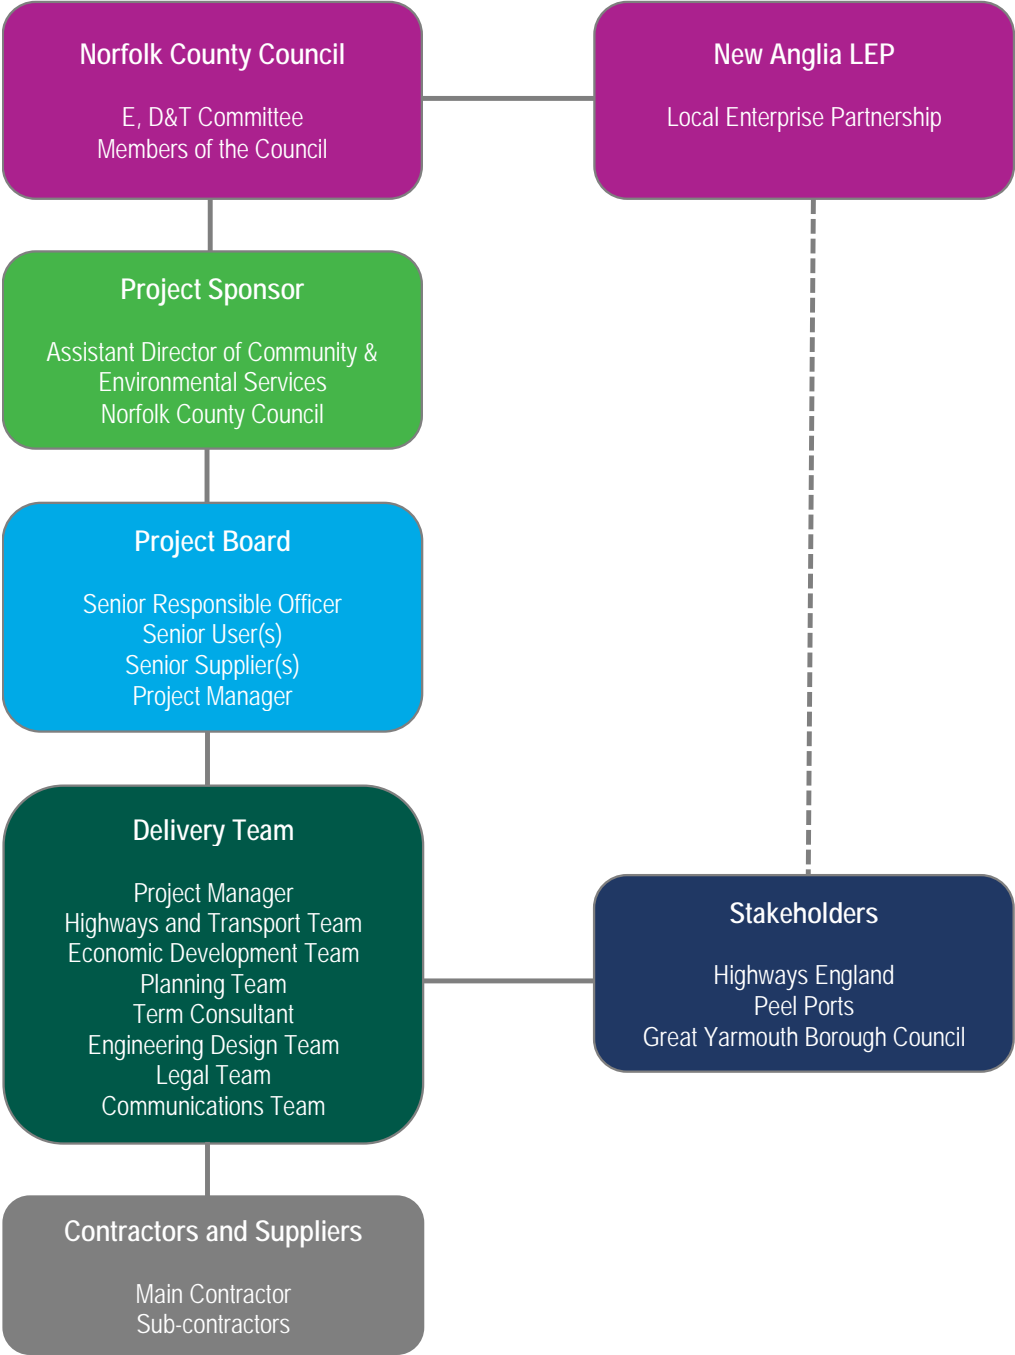 Norfolk County Council
E, D&T Committee
Members of the Council
New Anglia LEP
Local Enterprise Partnership
Project Sponsor
Assistant Director of Community &
Environmental Services
Norfolk County Council
Project Board
Senior Responsible Officer
Senior User(s)
Senior Supplier(s)
Project Manager
Delivery Team
Project Manager
Highways and Transport Team
Economic Development Team
Planning Team
Term Consultant
Engineering Design Team
Legal Team
Communications Team
Stakeholders
Highways England
Peel Ports
Great Yarmouth Borough Council
Contractors and Suppliers
Main Contractor
Sub-contractors